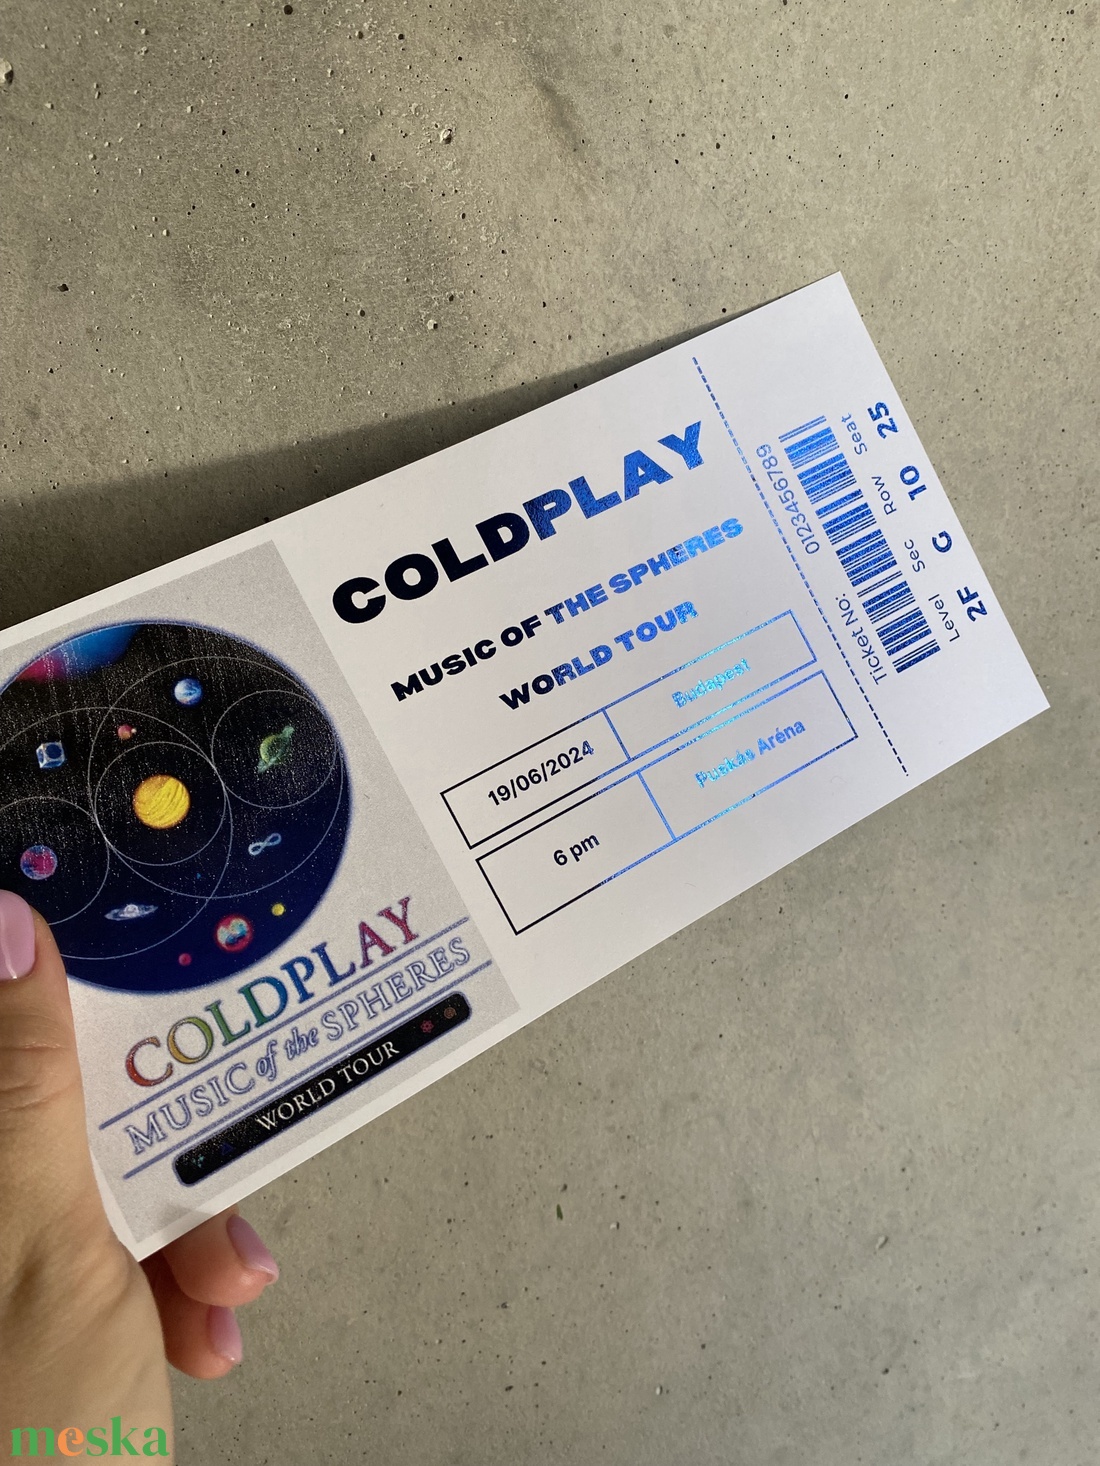 COLDPLAY
MUSIC of the SPHERES
WORLD TOUR
COLDPLAY
MUSIC OF THE SPHERES
WORLD TOUR
19/06/2024 Budapest
6 pm Puskás Aréna
Ticket No: 0123456789
Level Sec Row Seat
2F G 10 25
meska